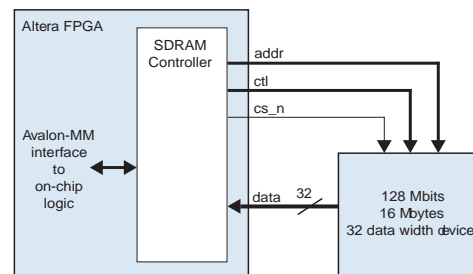 Altera FPGA
SDRAM
Controller
addr
ctl
cs_n
Avalon-MM
interface
to
on-chip
logic
data
32
128 Mbits
16 Mbytes
32 data width device